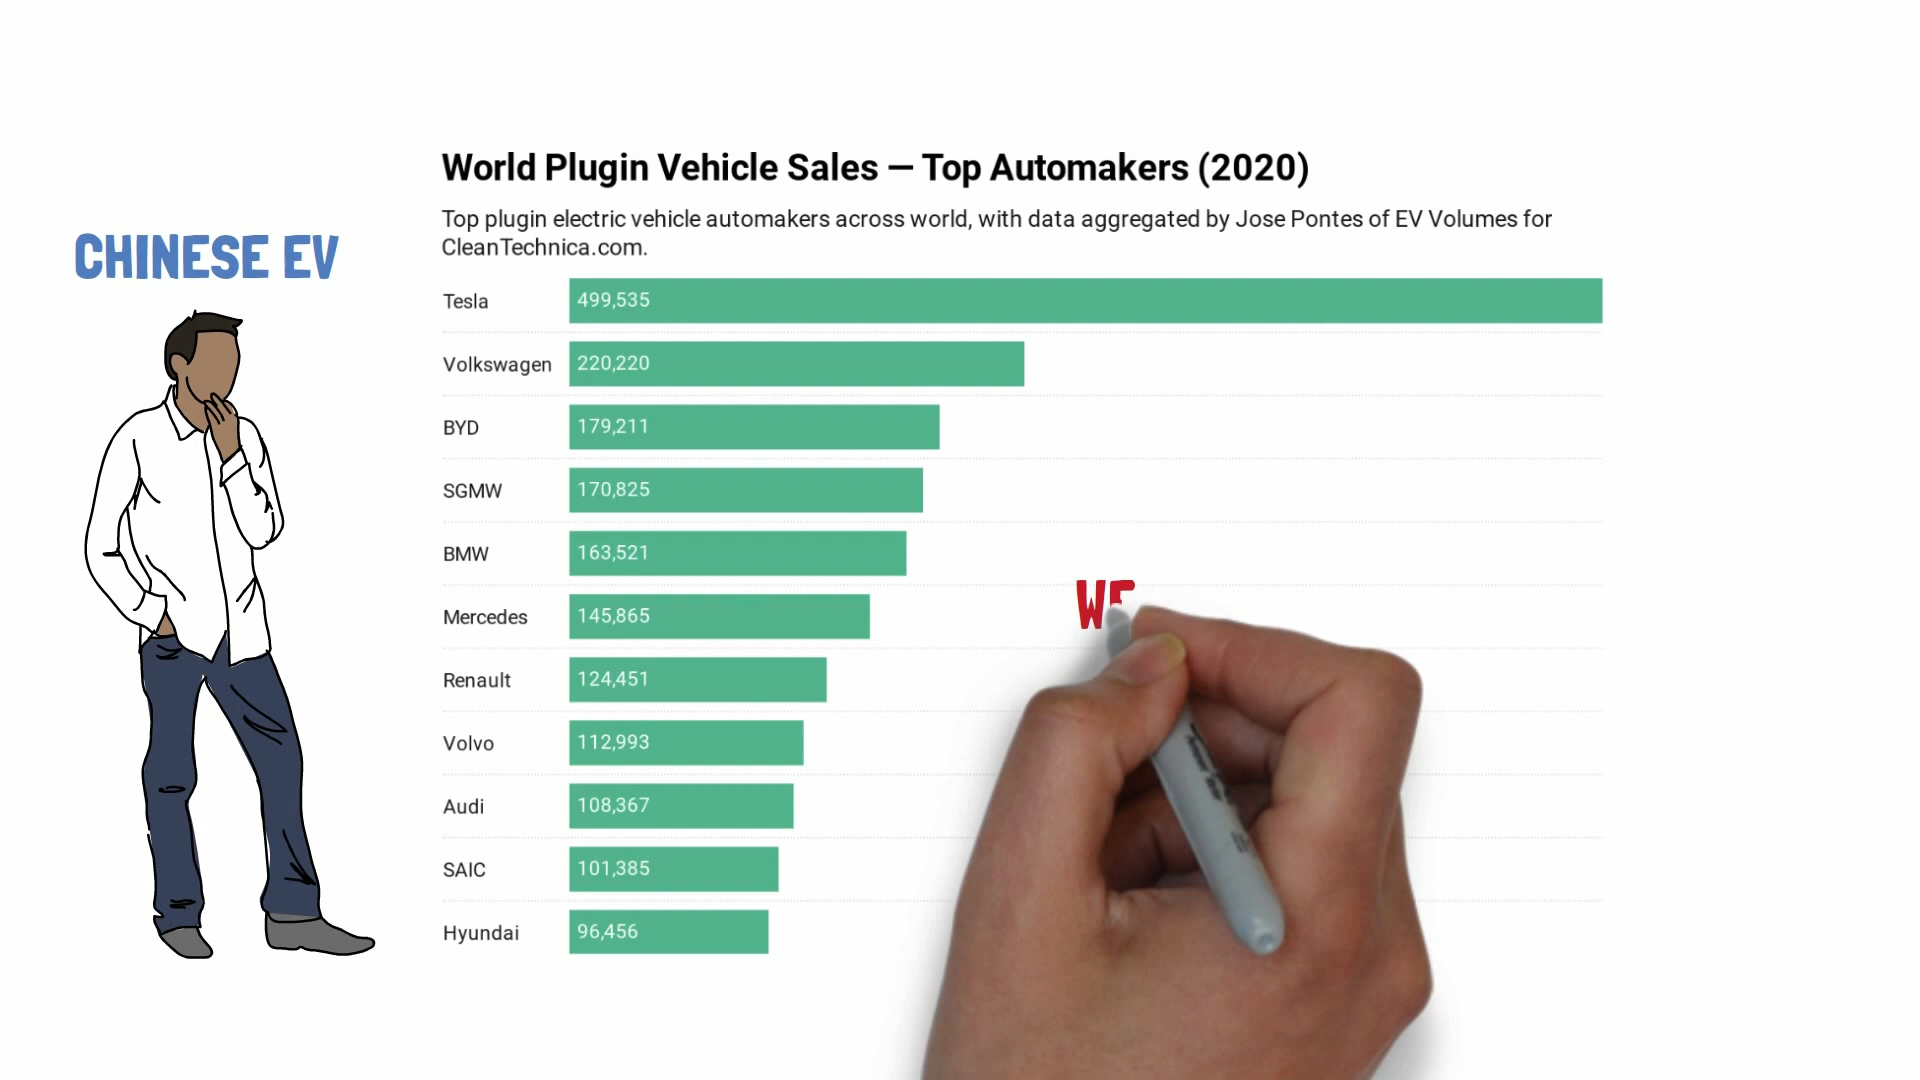 World Plugin Vehicle Sales — Top Automakers (2020)
Top plugin electric vehicle automakers across world, with data aggregated by Jose Pontes of EV Volumes for
CleanTechnica.com.
CHINESE EV
Tesla 499,535
Volkswagen 220,220
BYD 179,211
SGMW 170,825
BMW 163,521
Mercedes 145,865
Renault 124,451
Volvo 112,993
Audi 108,367
SAIC 101,385
Hyundai 96,456